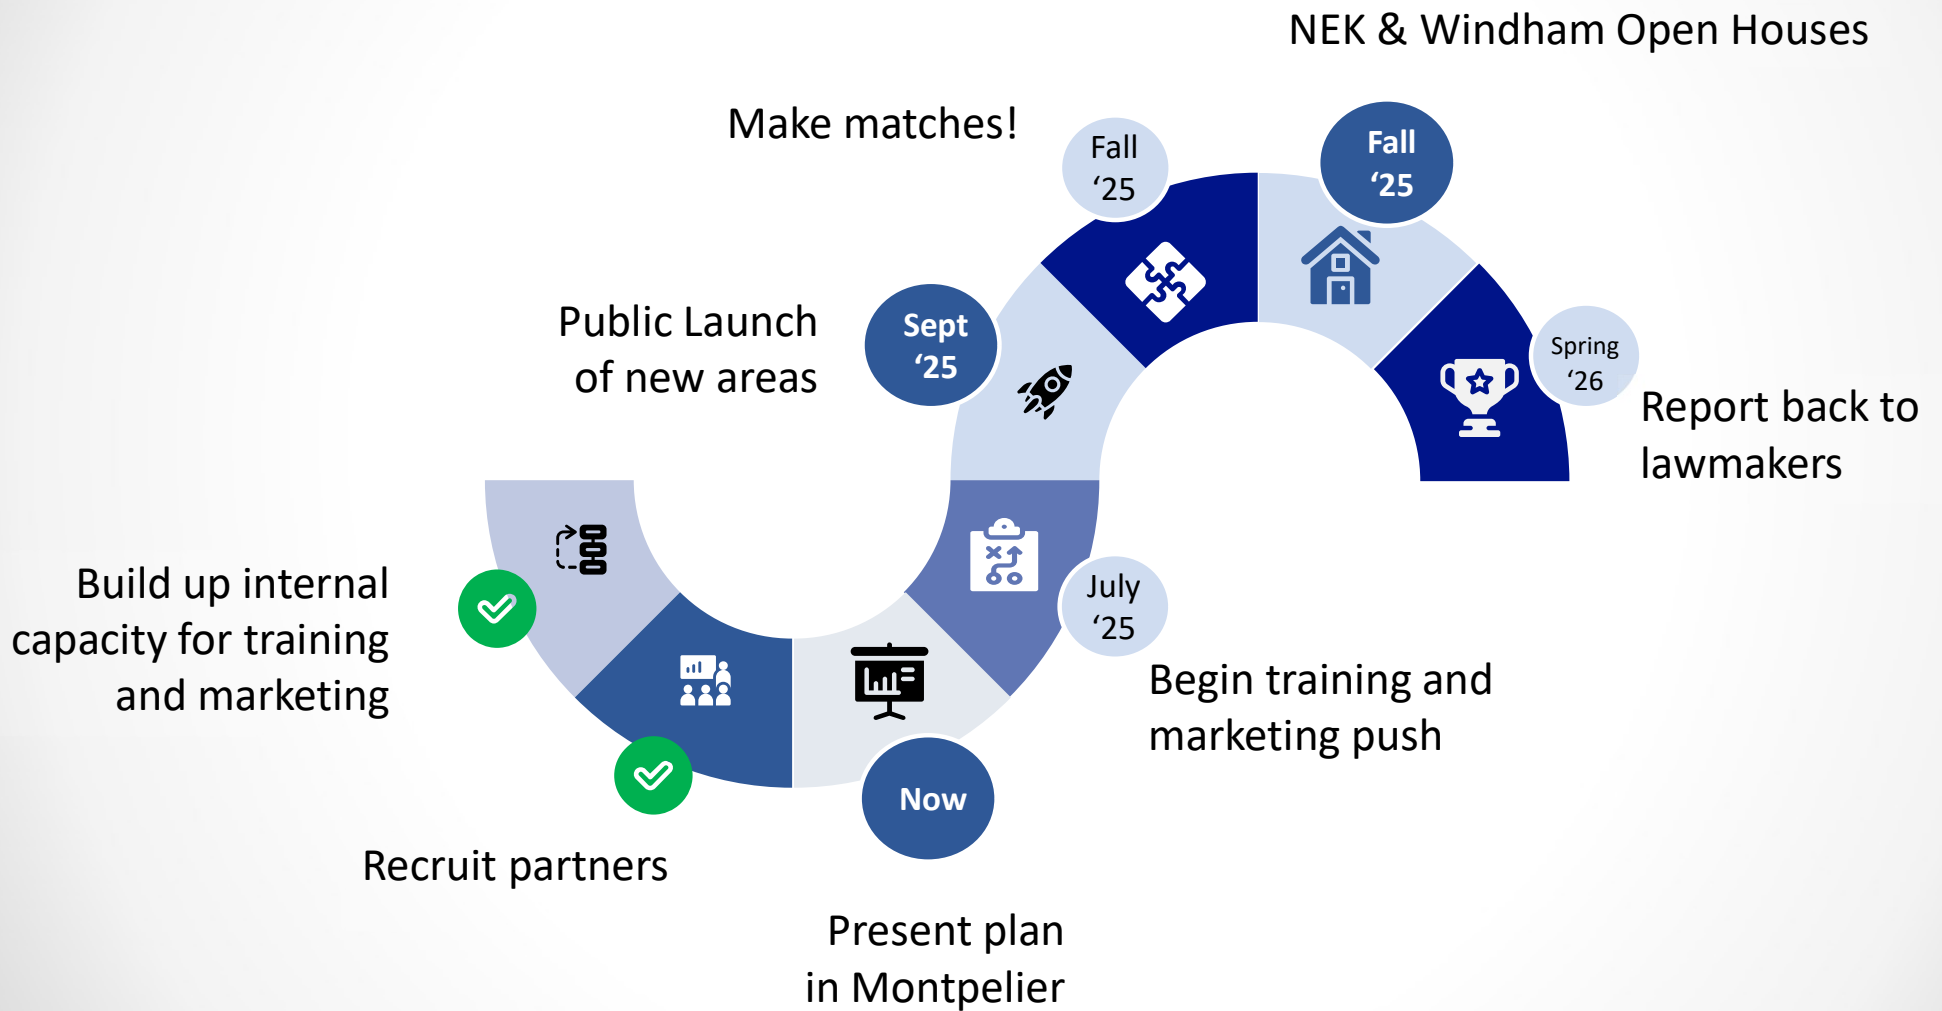 NEK & Windham Open Houses
Make matches!
Fall
‘25
Fall
‘25
Public Launch
of new areas
Sept
‘25
Spring
‘26
Report back to
lawmakers
Build up internal
capacity for training
and marketing
July
‘25
Begin training and
marketing push
Now
Recruit partners
Present plan
in Montpelier